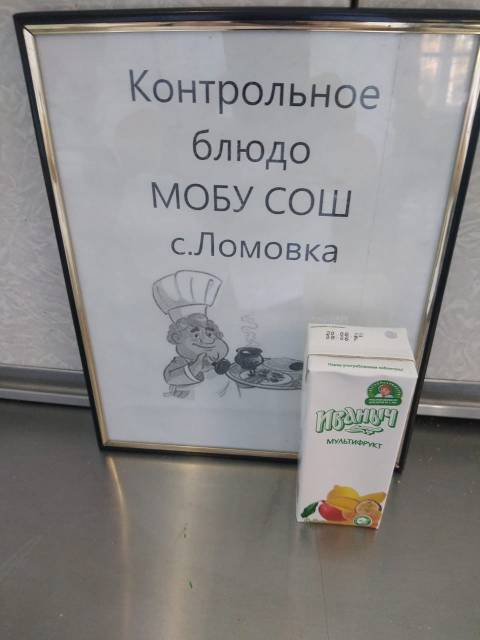 Контрольное
блюдо
МОБУ СОШ
с.Ломовка
Иваныч
МУЛЬТИФРУКТ